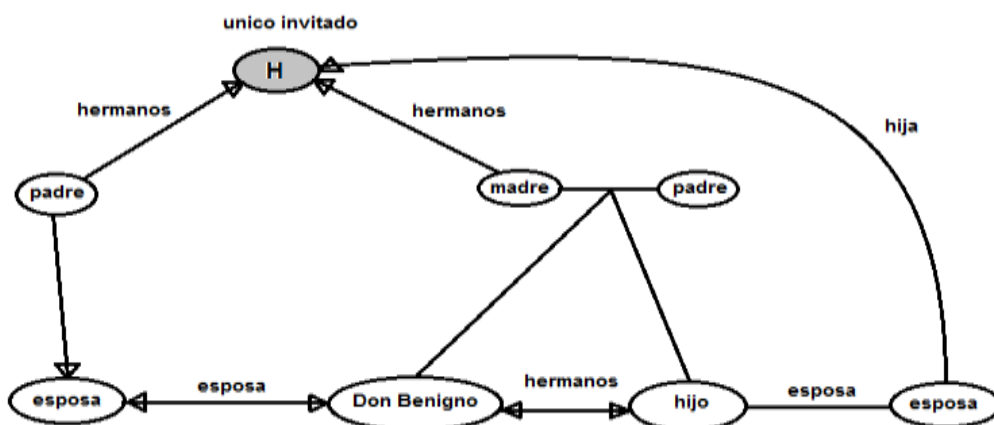 unico invitado
H
hermanos
hermanos
hija
padre
madre
padre
esposa
esposa
Don Benigno
hermanos
hijo
esposa
esposa